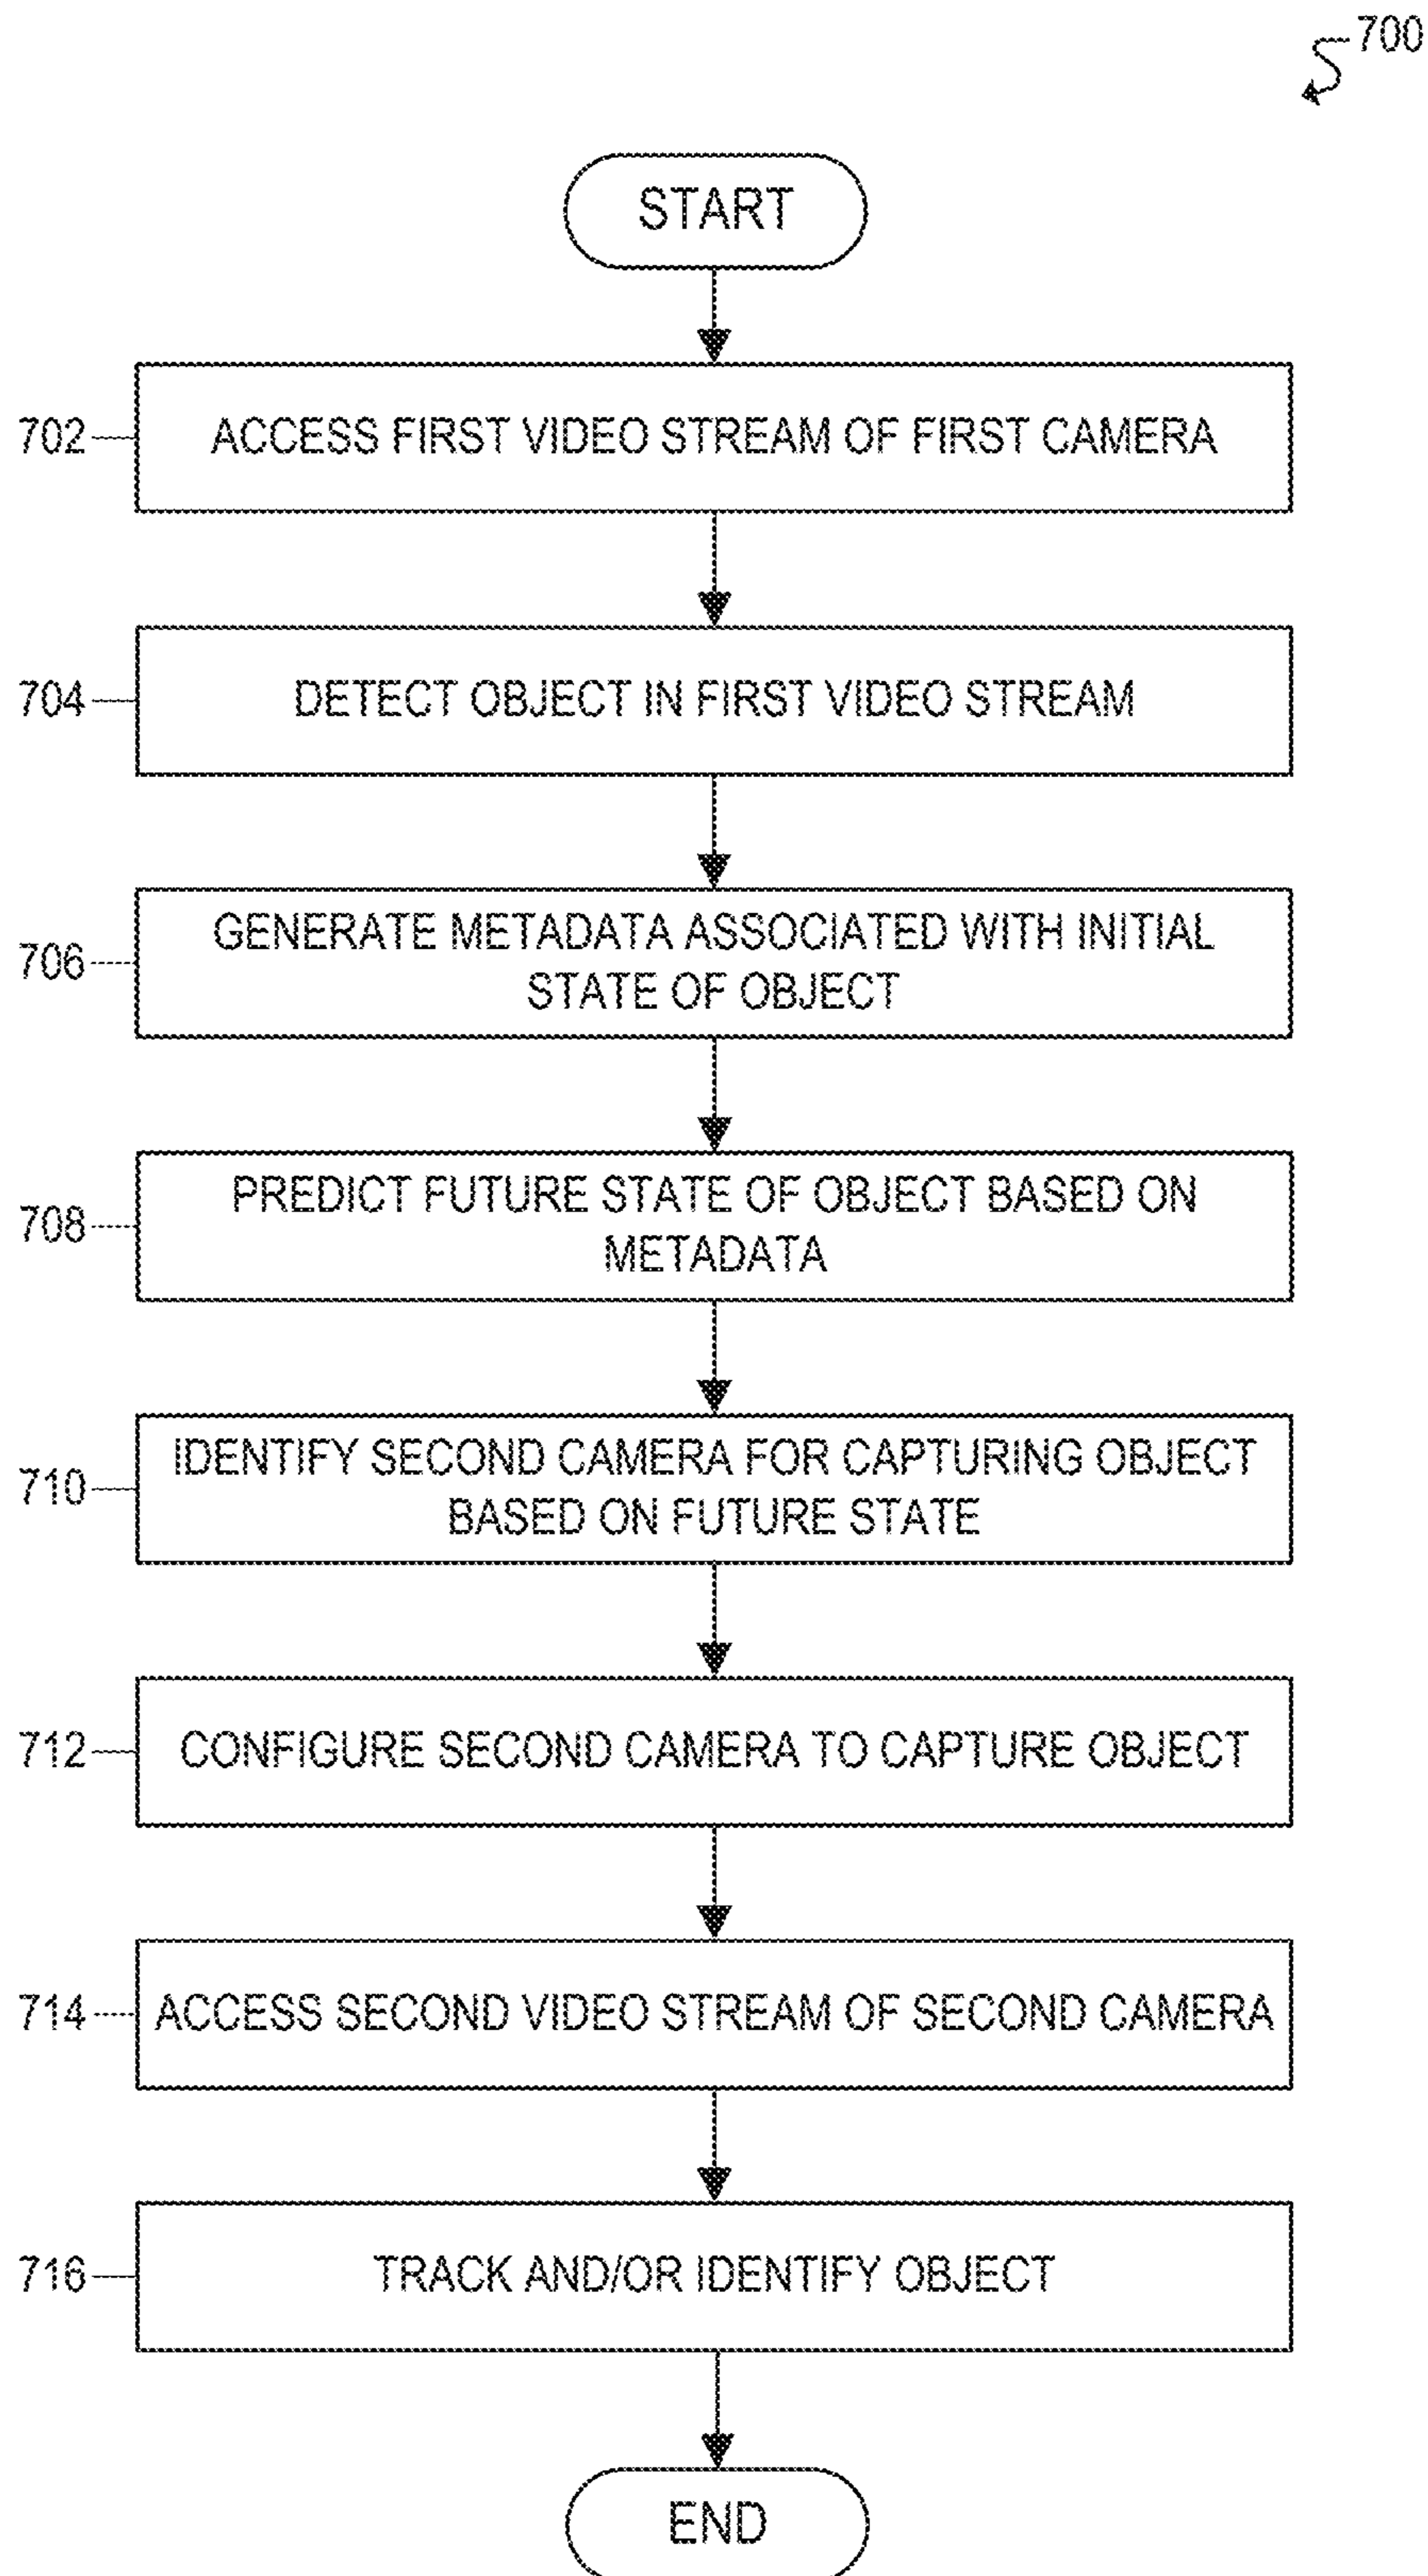 700
START
702
ACCESS FIRST VIDEO STREAM OF FIRST CAMERA
704
DETECT OBJECT IN FIRST VIDEO STREAM
706
GENERATE METADATA ASSOCIATED WITH INITIAL
STATE OF OBJECT
708
PREDICT FUTURE STATE OF OBJECT BASED ON
METADATA
710
IDENTIFY SECOND CAMERA FOR CAPTURING OBJECT
BASED ON FUTURE STATE
712
CONFIGURE SECOND CAMERA TO CAPTURE OBJECT
714
ACCESS SECOND VIDEO STREAM OF SECOND CAMERA
716
TRACK AND/OR IDENTIFY OBJECT
END